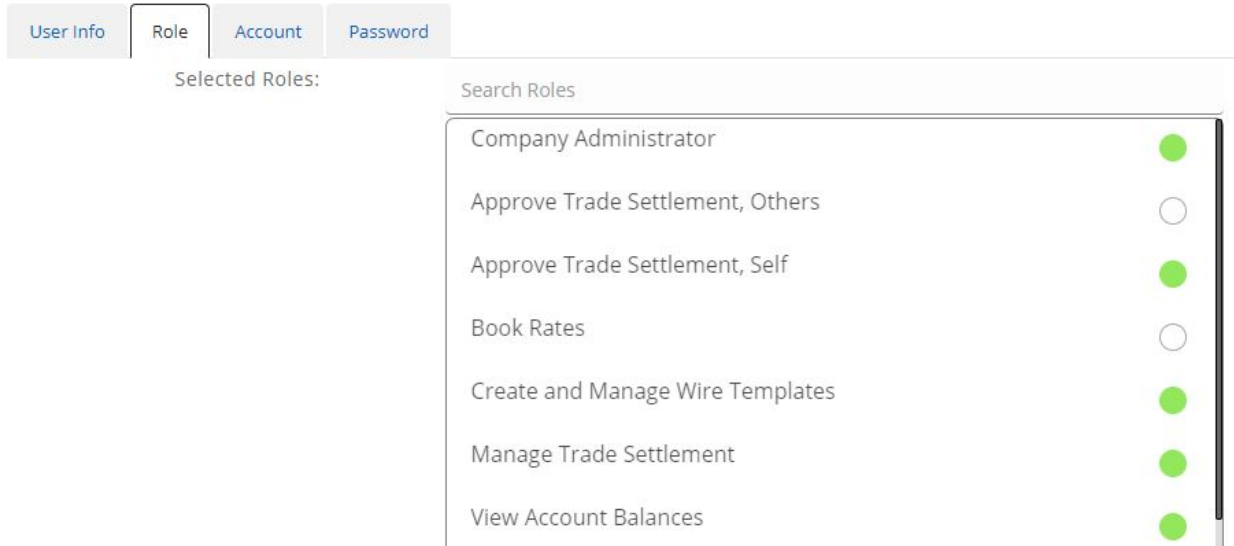 User Info Role Account Password
Selected Roles:
Search Roles
Company Administrator
Approve Trade Settlement, Others
Approve Trade Settlement, Self
Book Rates
Create and Manage Wire Templates
Manage Trade Settlement
View Account Balances